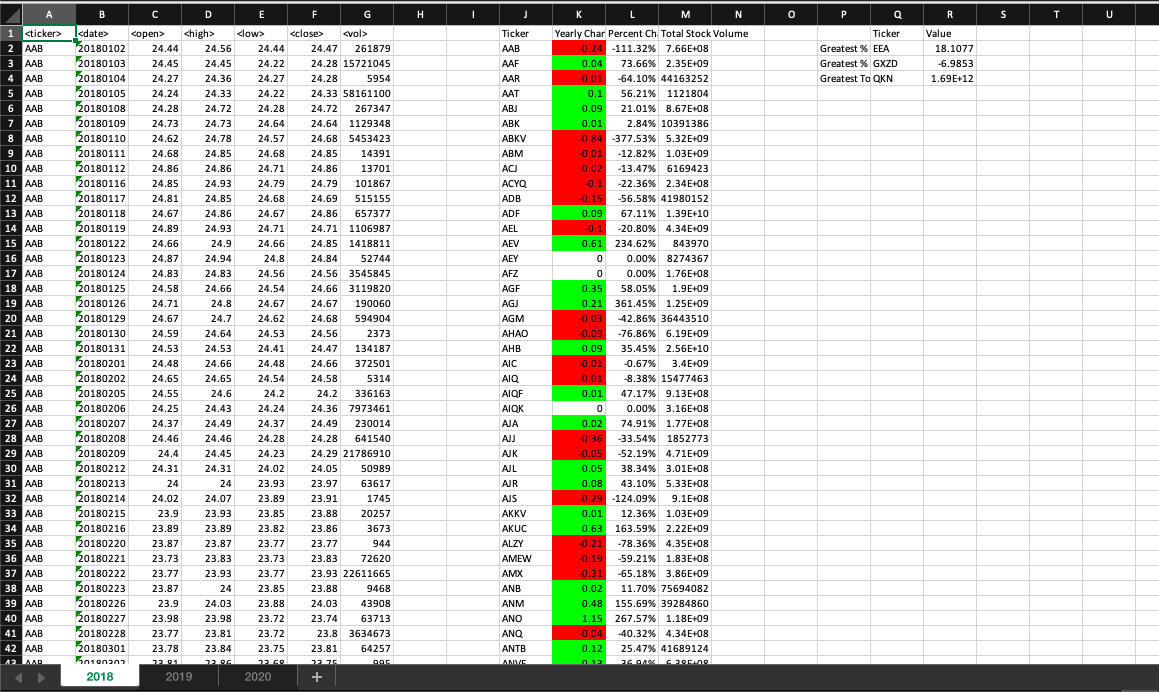 A B C D E F G H I J K L M N O P Q R S T U
1 <ticker> <date> <open> <high> <low> <close> <vol> Ticker Yearly Char Percent Ch Total Stock Volume Ticker Value
2 AAB 20180102 24.44 24.56 24.44 24.47 261879 AAB -0.24 -111.32% 7.66E+08 Greatest % EEA 18.1077
3 AAB 20180103 24.45 24.45 24.22 24.28 15721045 AAF 0.04 73.66% 2.35E+09 Greatest % GXZD -6.9853
4 AAB 20180104 24.27 24.36 24.27 24.28 5954 AAR -0.01 -64.10% 44163252 Greatest To QKN 1.69E+12
5 AAB 20180105 24.24 24.33 24.22 24.33 58161100 AAT 0.1 56.21% 1121804
6 AAB 20180108 24.28 24.72 24.28 24.72 267347 ABJ 0.09 21.01% 8.67E+08
7 AAB 20180109 24.73 24.73 24.64 24.64 1129348 ABK 0.01 2.84% 10391386
8 AAB 20180110 24.62 24.78 24.57 24.68 5453423 ABKV -0.84 -377.53% 5.32E+09
9 AAB 20180111 24.68 24.85 24.68 24.85 14391 ABM -0.01 -12.82% 1.03E+09
10 AAB 20180112 24.86 24.86 24.71 24.86 13701 ACJ -0.02 -13.47% 6169423
11 AAB 20180116 24.85 24.93 24.79 24.79 101867 ACYQ -0.1 -22.36% 2.34E+08
12 AAB 20180117 24.81 24.85 24.68 24.69 515155 ADB -0.15 -56.58% 41980152
13 AAB 20180118 24.67 24.86 24.67 24.86 657377 ADF 0.09 67.11% 1.39E+10
14 AAB 20180119 24.89 24.93 24.71 24.71 1106987 AEL -0.1 -20.80% 4.34E+09
15 AAB 20180122 24.66 24.9 24.66 24.85 1418811 AEV 0.61 234.62% 843970
16 AAB 20180123 24.87 24.94 24.8 24.84 52744 AEY 0 0.00% 8274367
17 AAB 20180124 24.83 24.83 24.56 24.56 3545845 AFZ 0 0.00% 1.76E+08
18 AAB 20180125 24.58 24.66 24.54 24.66 3119820 AGF 0.35 58.05% 1.9E+09
19 AAB 20180126 24.71 24.8 24.67 24.67 190060 AGJ 0.21 361.45% 1.25E+09
20 AAB 20180129 24.67 24.7 24.62 24.68 594904 AGM -0.03 -42.86% 36443510
21 AAB 20180130 24.59 24.64 24.53 24.56 2373 AHAO -0.09 -76.86% 6.19E+09
22 AAB 20180131 24.53 24.53 24.41 24.47 134187 AHB 0.09 35.45% 2.56E+10
23 AAB 20180201 24.48 24.66 24.48 24.66 372501 AIC -0.01 -0.67% 3.4E+09
24 AAB 20180202 24.65 24.65 24.54 24.58 5314 AIQ -0.01 -8.38% 15477463
25 AAB 20180205 24.55 24.6 24.2 24.2 336163 AIQF 0.01 47.17% 9.13E+08
26 AAB 20180206 24.25 24.43 24.24 24.36 7973461 AIQK 0 0.00% 3.16E+08
27 AAB 20180207 24.37 24.49 24.37 24.49 230014 AJA 0.02 74.91% 1.77E+08
28 AAB 20180208 24.46 24.46 24.28 24.28 641540 AJJ -0.36 -33.54% 1852773
29 AAB 20180209 24.4 24.45 24.23 24.29 21786910 AJK -0.05 -52.19% 4.71E+09
30 AAB 20180212 24.31 24.31 24.02 24.05 50989 AJL 0.05 38.34% 3.01E+08
31 AAB 20180213 24 24 23.93 23.97 63617 AJR 0.08 43.10% 5.33E+08
32 AAB 20180214 24.02 24.07 23.89 23.91 1745 AJS -0.29 -124.09% 9.1E+08
33 AAB 20180215 23.9 23.93 23.85 23.88 20257 AKKV 0.01 12.36% 1.03E+09
34 AAB 20180216 23.89 23.89 23.82 23.86 3673 AKUC 0.63 163.59% 2.22E+09
35 AAB 20180220 23.87 23.87 23.77 23.77 944 ALZY -0.21 -78.36% 4.35E+08
36 AAB 20180221 23.73 23.83 23.73 23.83 72620 AMEW -0.19 -59.21% 1.83E+09
37 AAB 20180222 23.77 23.93 23.77 23.93 22611665 AMX -0.31 -65.18% 3.86E+09
38 AAB 20180223 23.87 24 23.85 23.88 9468 ANB 0.02 11.70% 75694082
39 AAB 20180226 23.9 24.03 23.88 24.03 43908 ANM 0.48 155.69% 39284860
40 AAB 20180227 23.98 23.98 23.72 23.74 63713 ANO 1.15 267.57% 1.18E+09
41 AAB 20180228 23.77 23.81 23.72 23.8 3634673 ANQ -0.04 -40.32% 4.34E+08
42 AAB 20180301 23.78 23.84 23.75 23.81 64257 ANTB 0.12 25.47% 41689124
43 AAB 20180302 23.81 23.86 23.68 23.75 995 ANVE 0.13 36.94% 6.38E+08
2018 2019 2020 +